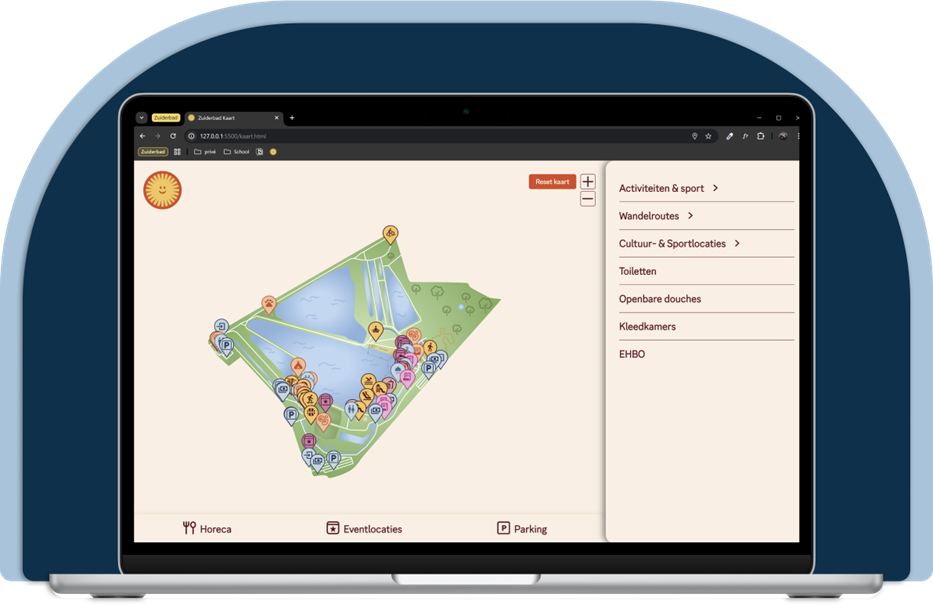 Zuiderbad
Zuiderbad Kaart
127.0.0.1:5500/kaart.html
Zuiderbad
privé
School
Reset kaart
Activiteiten & sport
Wandelroutes
Cultuur- & Sportlocaties
Toiletten
Openbare douches
Kleedkamers
EHBO
P
P
P
P
Horeca
Eventlocaties
P Parking